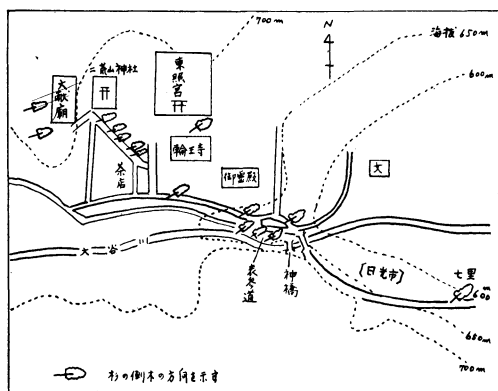 700m
海抜 650m
600m
二荒山神社
大猷廟
東照宮
輪王寺
茶店
御霊殿
大谷川
表参道
神橋
[日光市]
七里
600m
680m
700m
杉の倒木の方向を示す